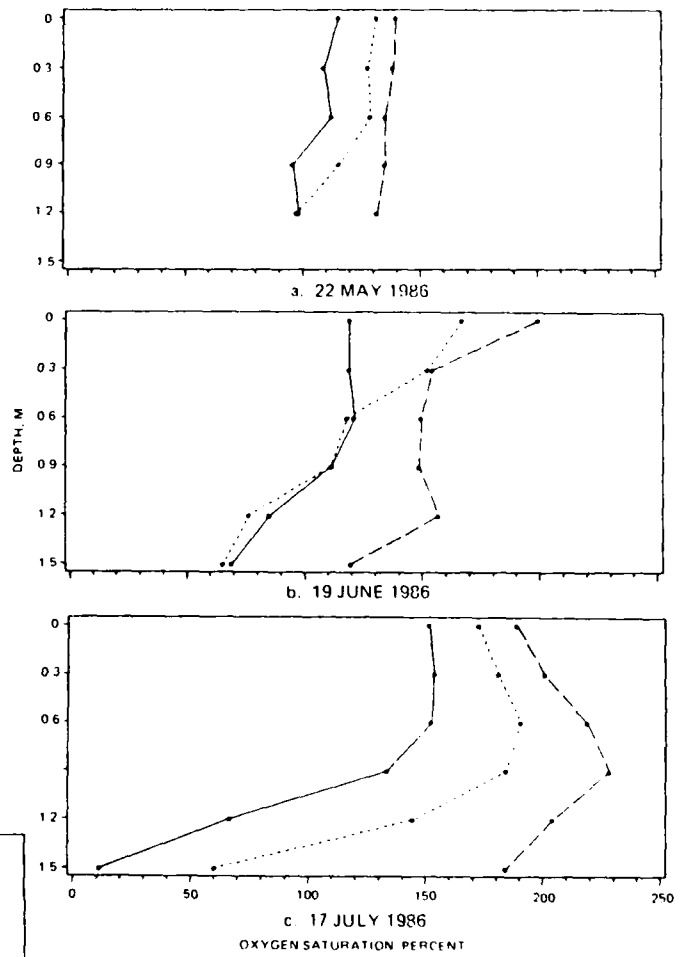 0
0.3
0.6
0.9
1.2
1.5
a. 22 MAY 1986
0
0.3
0.6
0.9
1.2
1.5
DEPTH, M
b. 19 JUNE 1986
0
0.3
0.6
1.2
1.5
0 50 100 150 200 250
c. 17 JULY 1986
OXYGEN SATURATION PERCENT